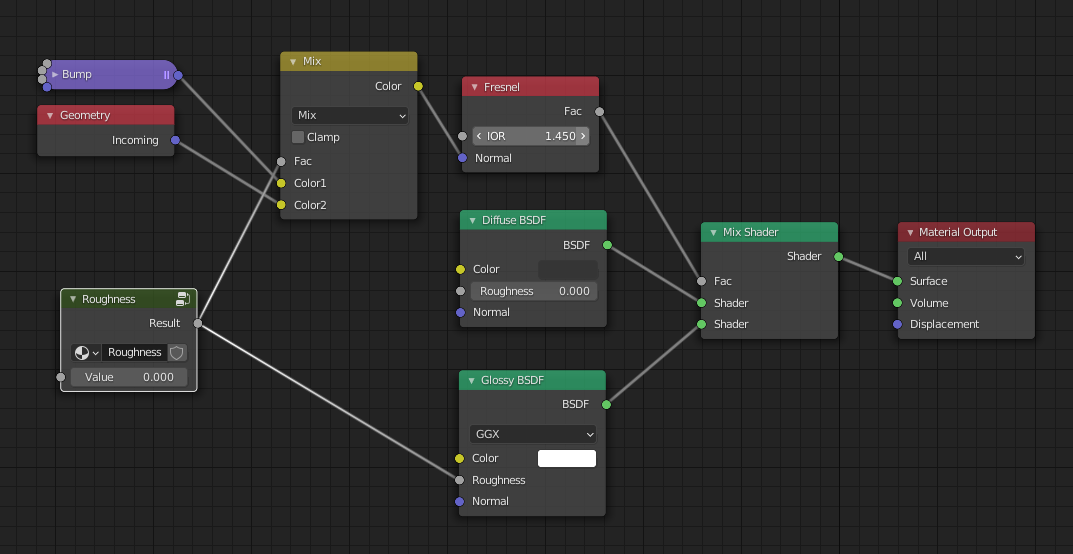 Bump
Geometry
Incoming
Mix
Color
Mix
Clamp
Fac
Color1
Color2
Roughness
Result
Roughness
Value 0.000
Fresnel
Fac
IOR 1.450
Normal
Diffuse BSDF
BSDF
Color
Roughness 0.000
Normal
Glossy BSDF
BSDF
GGX
Color
Roughness
Normal
Mix Shader
Shader
Fac
Shader
Shader
Material Output
All
Surface
Volume
Displacement